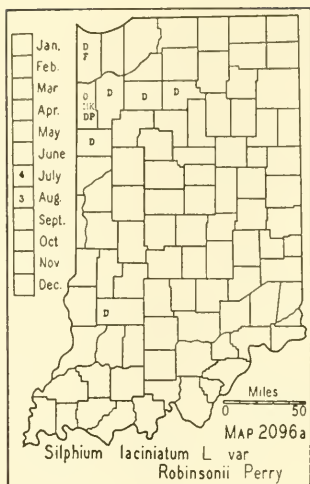 Jan.
Feb.
Mar
Apr.
May
June
4 July
3 Aug.
Sept.
Oct
Nov
Dec.
D
F
D
D
D
DP
D
D
Miles
0 50
MAP 2096a
Silphium laciniatum L var
Robinsonii Perry